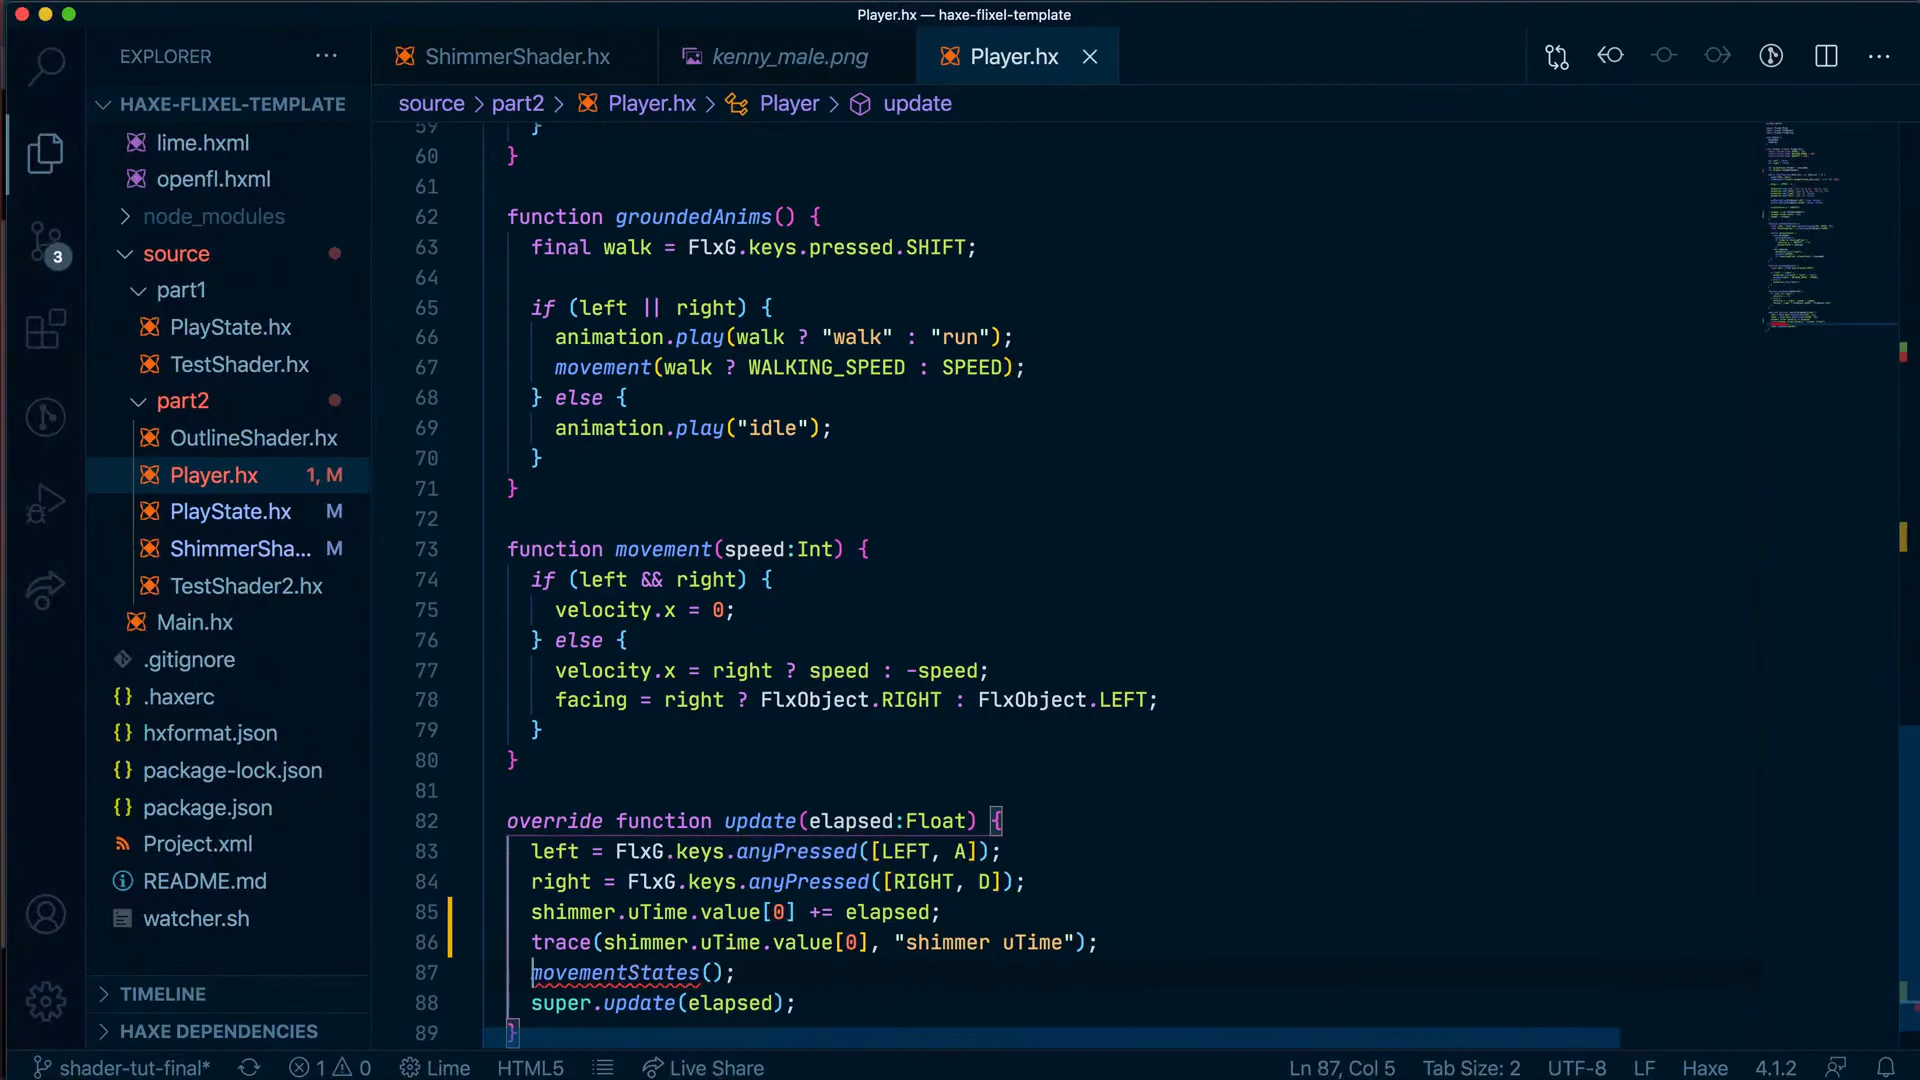 Player.hx — haxe-flixel-template
EXPLORER
HAXE-FLIXEL-TEMPLATE
lime.hxml
openfl.hxml
node_modules
source
part1
PlayState.hx
TestShader.hx
part2
OutlineShader.hx
Player.hx 1, M
PlayState.hx M
ShimmerSha... M
TestShader2.hx
Main.hx
.gitignore
.haxerc
hxformat.json
package-lock.json
package.json
Project.xml
README.md
watcher.sh
TIMELINE
HAXE DEPENDENCIES
3
ShimmerShader.hx
kenny_male.png
Player.hx
source > part2 > Player.hx > Player > update
59 }
60 }
61
62 function groundedAnims() {
63 final walk = FlxG.keys.pressed.SHIFT;
64
65 if (left || right) {
66 animation.play(walk ? "walk" : "run");
67 movement(walk ? WALKING_SPEED : SPEED);
68 } else {
69 animation.play("idle");
70 }
71 }
72
73 function movement(speed:Int) {
74 if (left && right) {
75 velocity.x = 0;
76 } else {
77 velocity.x = right ? speed : -speed;
78 facing = right ? FlxObject.RIGHT : FlxObject.LEFT;
79 }
80 }
81
82 override function update(elapsed:Float) {
83 left = FlxG.keys.anyPressed([LEFT, A]);
84 right = FlxG.keys.anyPressed([RIGHT, D]);
85 shimmer.uTime.value[0] += elapsed;
86 trace(shimmer.uTime.value[0], "shimmer uTime");
87 movementStates();
88 super.update(elapsed);
89 }
shader-tut-final* 1 0 Lime HTML5 Live Share Ln 87, Col 5 Tab Size: 2 UTF-8 LF Haxe 4.1.2